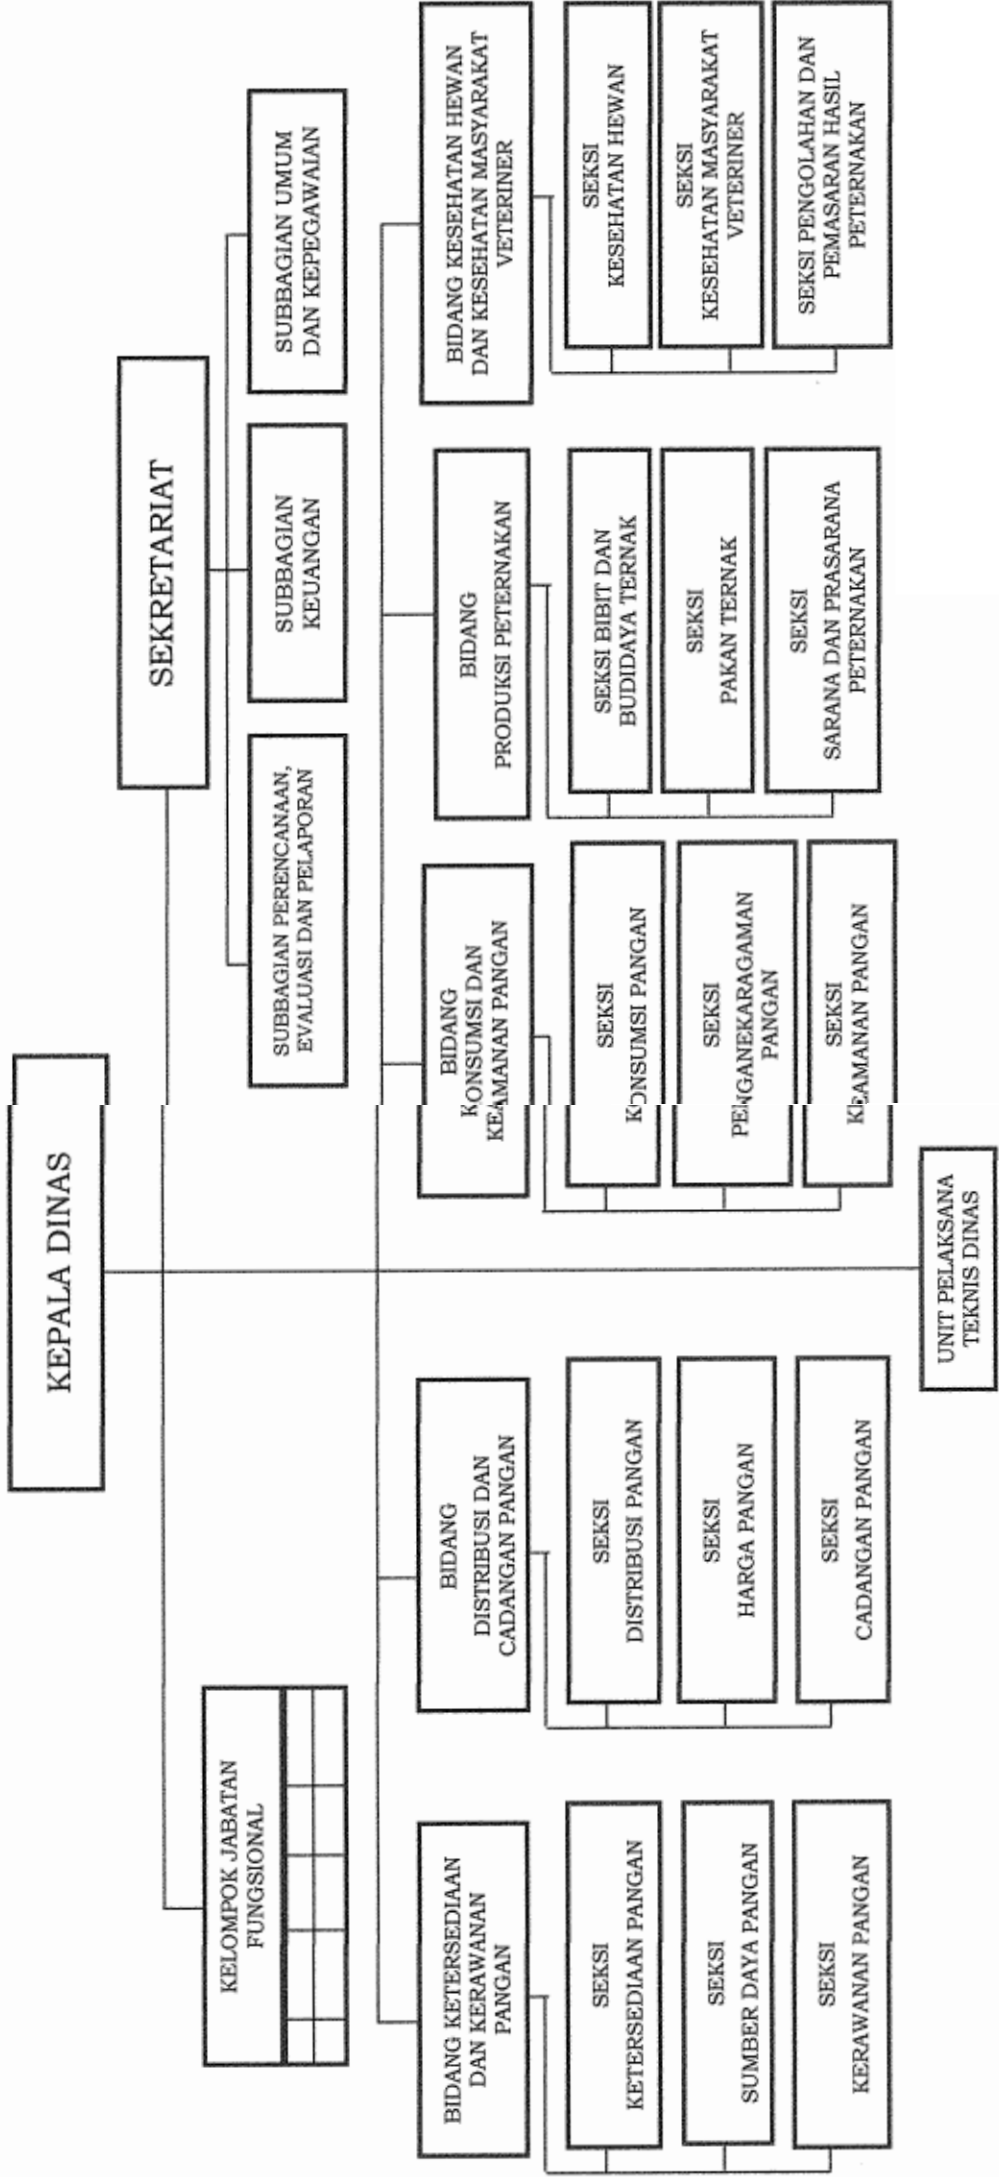 KEPALA DINAS
SEKRETARIAT
KELOMPOK JABATAN
FUNGSIONAL
SUBBAGIAN PERENCANAAN,
EVALUASI DAN PELAPORAN
SUBBAGIAN
KEUANGAN
SUBBAGIAN UMUM
DAN KEPEGAWAIAN
BIDANG KETERSEDIAAN
DAN KERAWANAN
PANGAN
SEKSI
KETERSEDIAAN PANGAN
SEKSI
SUMBER DAYA PANGAN
SEKSI
KERAWANAN PANGAN
BIDANG
DISTRIBUSI DAN
CADANGAN PANGAN
SEKSI
DISTRIBUSI PANGAN
SEKSI
HARGA PANGAN
SEKSI
CADANGAN PANGAN
BIDANG
KONSUMSI DAN
KEAMANAN PANGAN
SEKSI
KONSUMSI PANGAN
SEKSI
PENGANEKARAGAMAN
PANGAN
SEKSI
KEAMANAN PANGAN
BIDANG
PRODUKSI PETERNAKAN
SEKSI BIBIT DAN
BUDIDAYA TERNAK
SEKSI
PAKAN TERNAK
SEKSI
SARANA DAN PRASARANA
PETERNAKAN
BIDANG KESEHATAN HEWAN
DAN KESEHATAN MASYARAKAT
VETERINER
SEKSI
KESEHATAN HEWAN
SEKSI
KESEHATAN MASYARAKAT
VETERINER
SEKSI PENGOLAHAN DAN
PEMASARAN HASIL
PETERNAKAN
UNIT PELAKSANA
TEKNIS DINAS